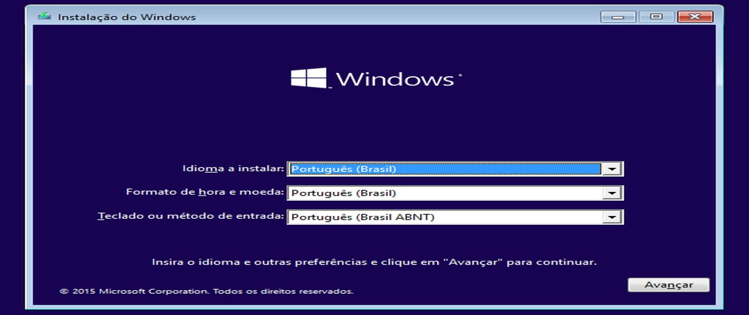 Instalação do Windows
Windows
Idioma a instalar: Português (Brasil)
Formato de hora e moeda: Português (Brasil)
Teclado ou método de entrada: Português (Brasil ABNT)
Insira o idioma e outras preferências e clique em "Avançar" para continuar.
Avançar
© 2015 Microsoft Corporation. Todos os direitos reservados.